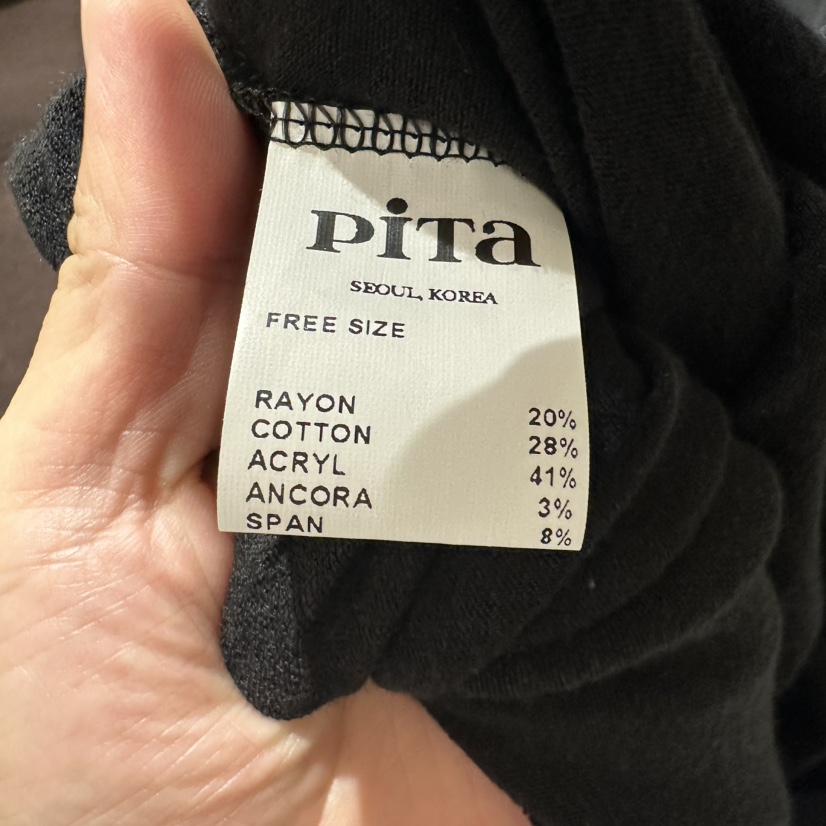 PiTa
SEOUL, KOREA
FREE SIZE
RAYON 20%
COTTON 28%
ACRYL 41%
ANCORA 3%
SPAN 8%